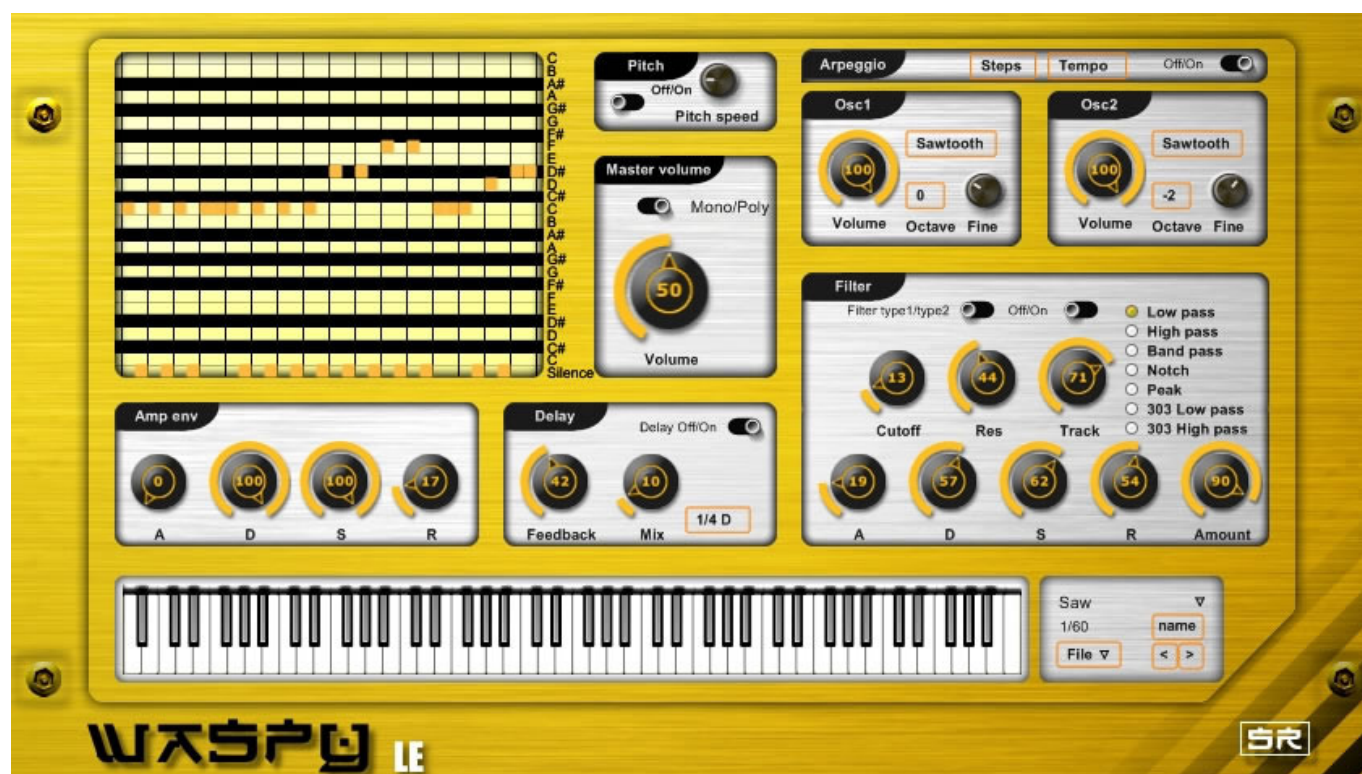 C
B
A#
A
G#
G
F#
F
E
D#
D
C#
C
B
A#
A
G#
G
F#
F
E
D#
D
C#
C
Silence
Pitch
Off/On
Pitch speed
Master volume
Mono/Poly
50
Volume
Arpeggio Steps Tempo Off/On
Osc1
Sawtooth
100
0
Volume Octave Fine
Osc2
Sawtooth
100
-2
Volume Octave Fine
Filter
Filter type1/type2 Off/On
Low pass
High pass
Band pass
Notch
Peak
303 Low pass
303 High pass
13 44 71
Cutoff Res Track
19 57 62 54 90
A D S R Amount
Amp env
0 100 100 17
A D S R
Delay
Delay Off/On
42 10
1/4 D
Feedback Mix
Saw
1/60 name
File < >
WASPY LE
SR